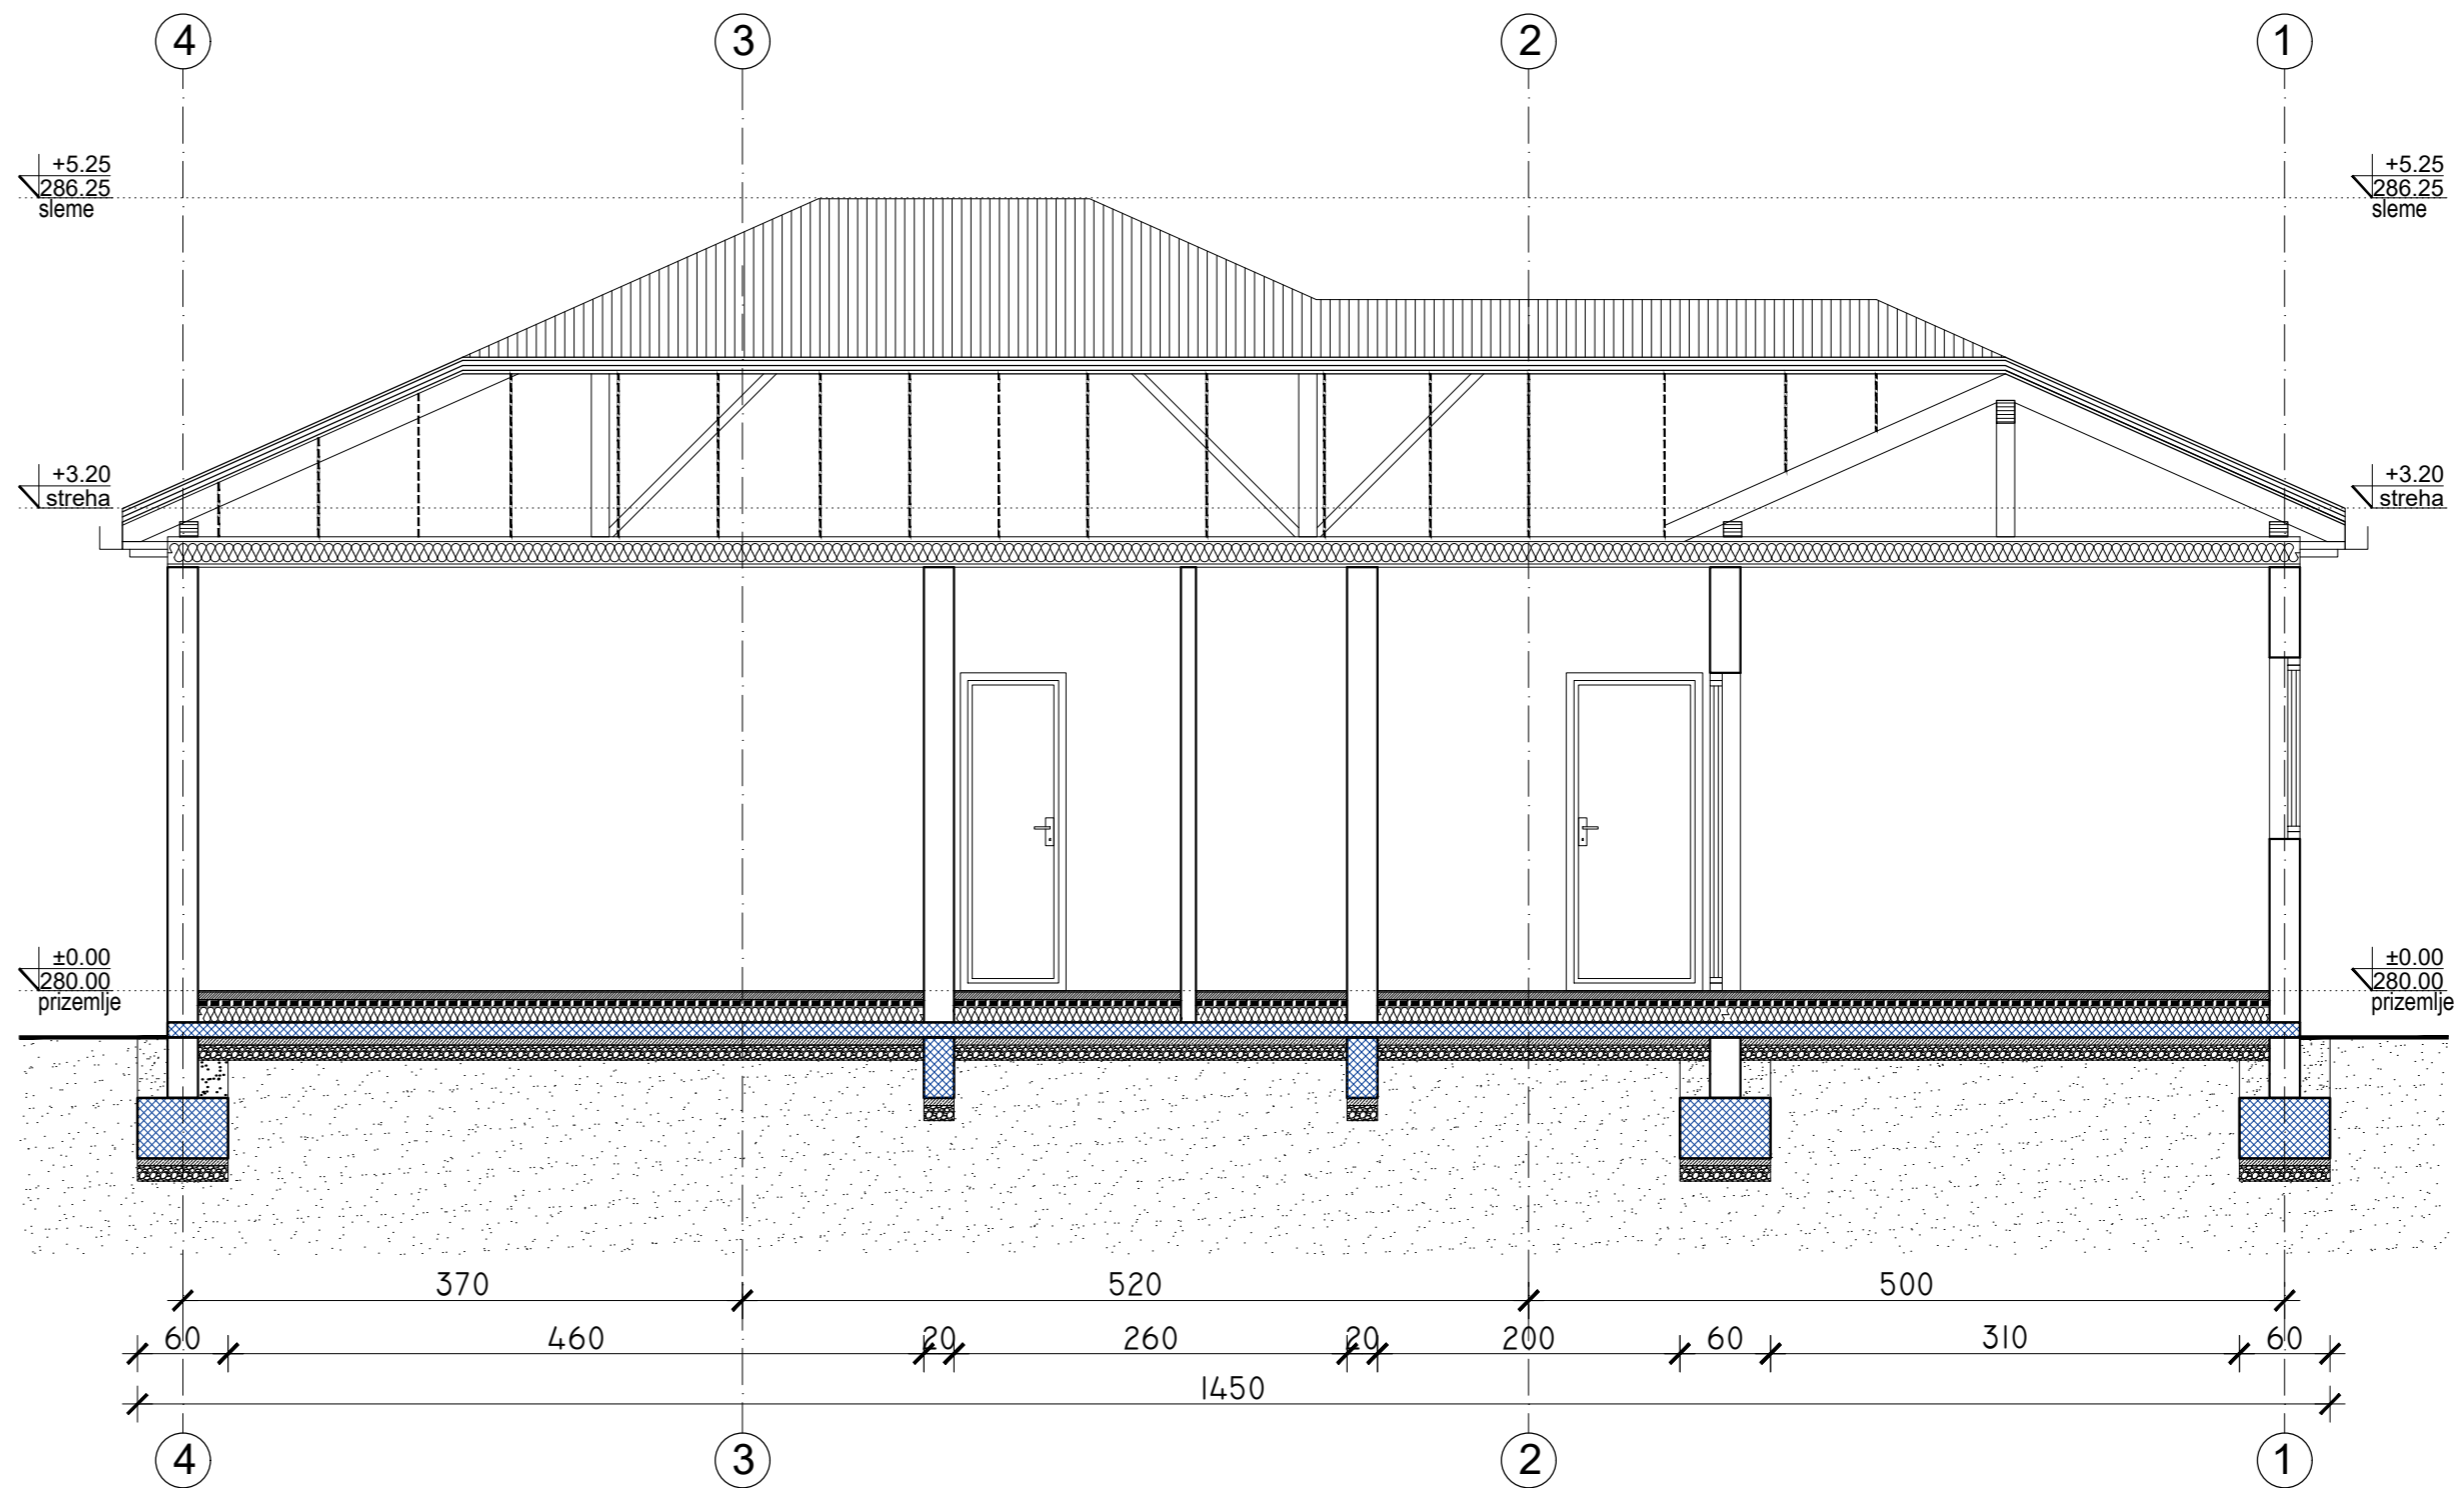 4 3 2 1
+5.25 +5.25
286.25 286.25
sleme sleme
+3.20 +3.20
streha streha
±0.00 ±0.00
280.00 280.00
prizemlje prizemlje
370 520 500
60 460 20 260 20 200 60 310 60
1450
4 3 2 1